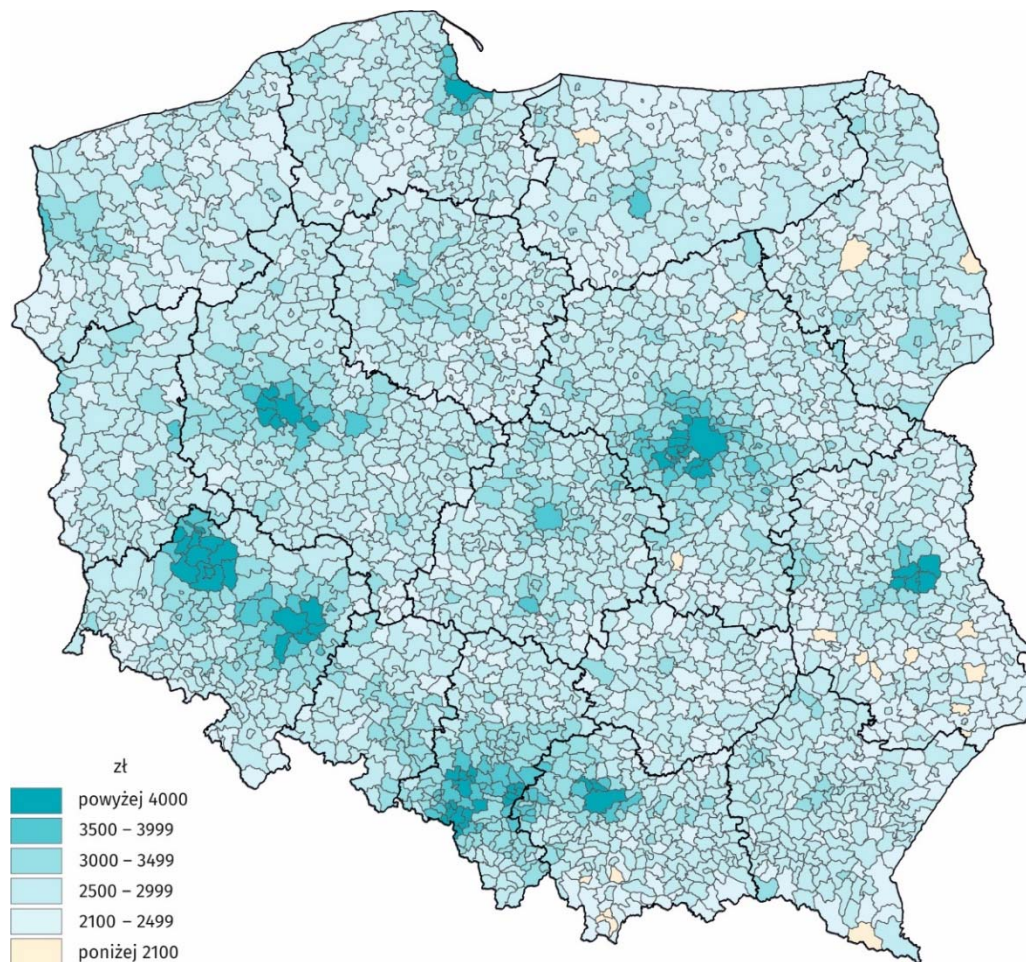 zł
powyżej 4000
3500 – 3999
3000 – 3499
2500 – 2999
2100 – 2499
poniżej 2100